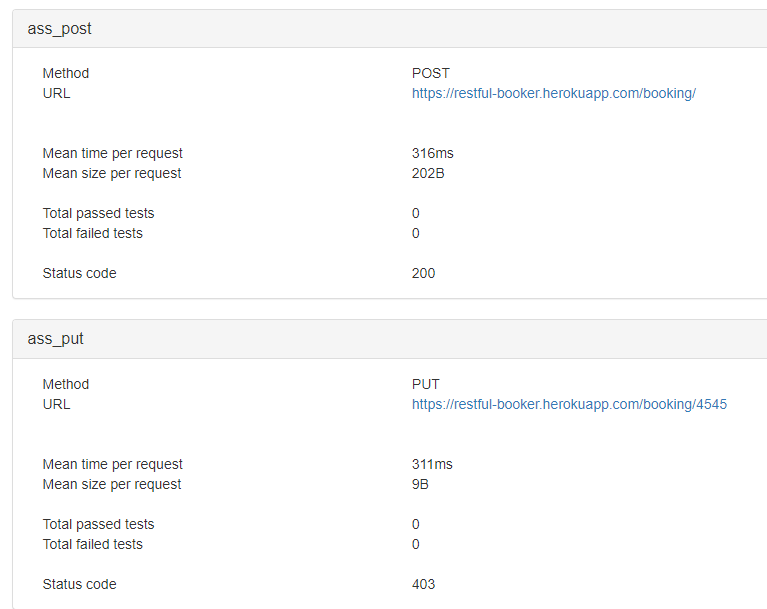 ass_post
Method POST
URL https://restful-booker.herokuapp.com/booking/
Mean time per request 316ms
Mean size per request 202B
Total passed tests 0
Total failed tests 0
Status code 200
ass_put
Method PUT
URL https://restful-booker.herokuapp.com/booking/4545
Mean time per request 311ms
Mean size per request 9B
Total passed tests 0
Total failed tests 0
Status code 403